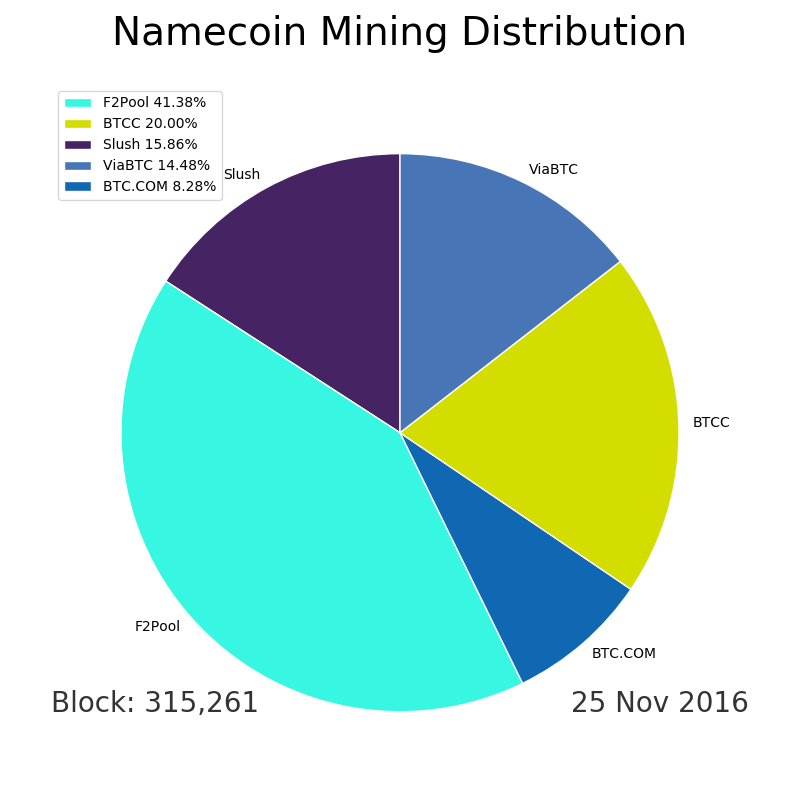 Namecoin Mining Distribution
F2Pool 41.38%
BTCC 20.00%
Slush 15.86%
ViaBTC 14.48%
BTC.COM 8.28%
Slush
ViaBTC
BTCC
F2Pool
BTC.COM
Block: 315,261
25 Nov 2016